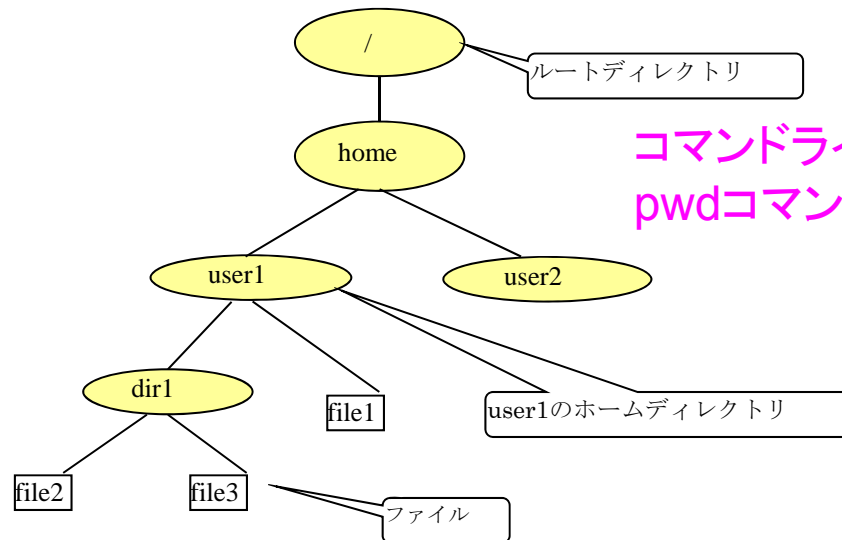 /
ルートディレクトリ
home
コマンドライ
pwdコマン
user1
user2
dir1
file1
user1のホームディレクトリ
file2
file3
ファイル